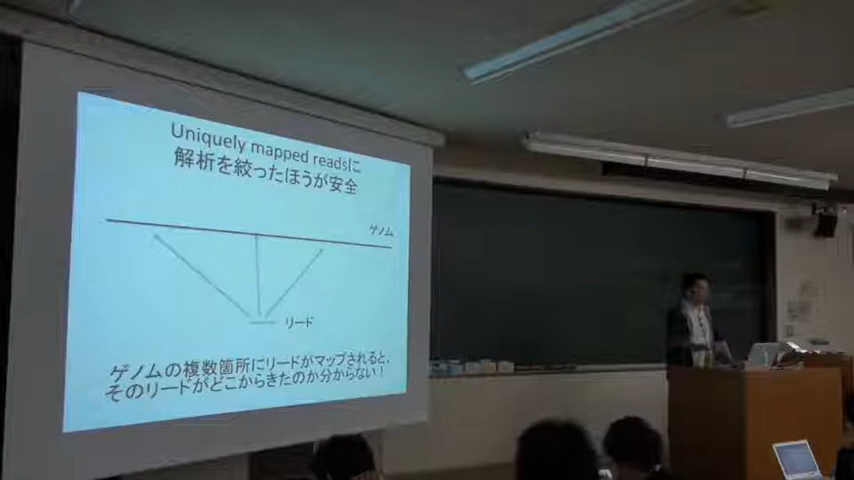 Uniquely mapped readsに
解析を絞ったほうが安全
ゲノム
リード
ゲノムの複数箇所にリードがマップされると、
そのリードがどこからきたのか分からない!